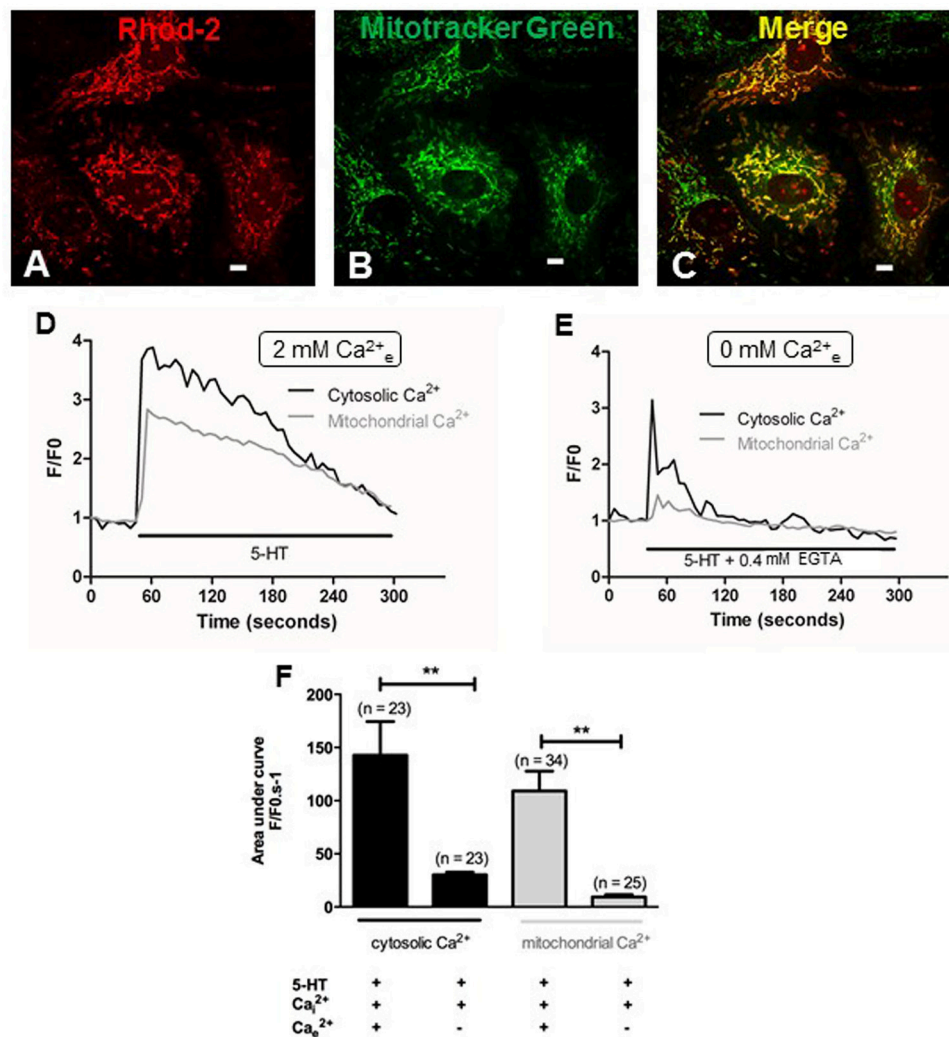 Rhod-2
Mitotracker Green
Merge
A
B
C
D
2 mM Ca²⁺e
4
3
2
1
0
F/F0
Cytosolic Ca²⁺
Mitochondrial Ca²⁺
5-HT
0 60 120 180 240 300
Time (seconds)
E
0 mM Ca²⁺e
4
3
2
1
0
F/F0
Cytosolic Ca²⁺
Mitochondrial Ca²⁺
5-HT + 0.4 mM EGTA
0 60 120 180 240 300
Time (seconds)
F
Area under curve
F/F0.s-1
200
150
100
50
0
**
**
(n = 23)
(n = 23)
(n = 34)
(n = 25)
cytosolic Ca²⁺
mitochondrial Ca²⁺
5-HT + + + +
Cai²⁺ + + + +
Cae²⁺ + - + -